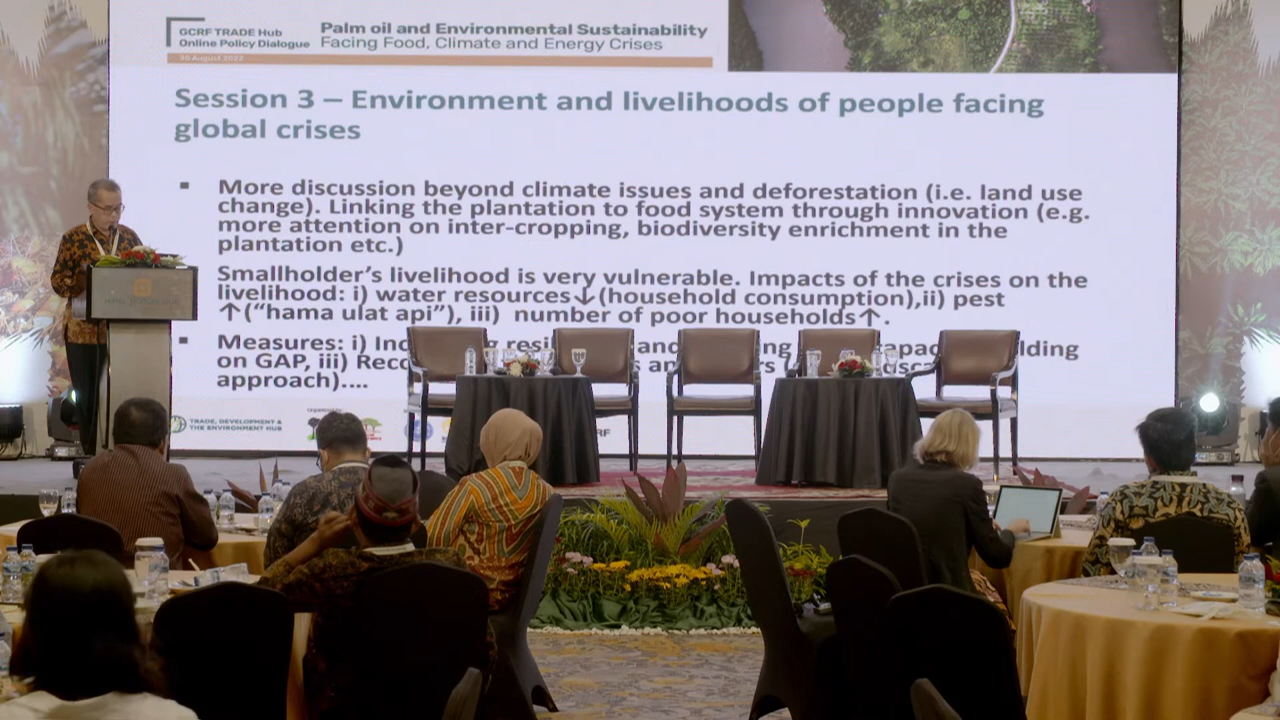 GCRF TRADE Hub
Online Policy Dialogue
Palm oil and Environmental Sustainability
Facing Food, Climate and Energy Crises
30 August 2022
Session 3 – Environment and livelihoods of people facing
global crises
▪ More discussion beyond climate issues and deforestation (i.e. land use
change). Linking the plantation to food system through innovation (e.g.
more attention on inter-cropping, biodiversity enrichment in the
plantation etc.)
Smallholder's livelihood is very vulnerable. Impacts of the crises on the
livelihood: i) water resources↓(household consumption),ii) pest
↑("hama ulat api"), iii) number of poor households↑.
▪ Measures: i)
on GAP, iii)
approach)....
TRADE, DEVELOPMENT &
THE ENVIRONMENT HUB